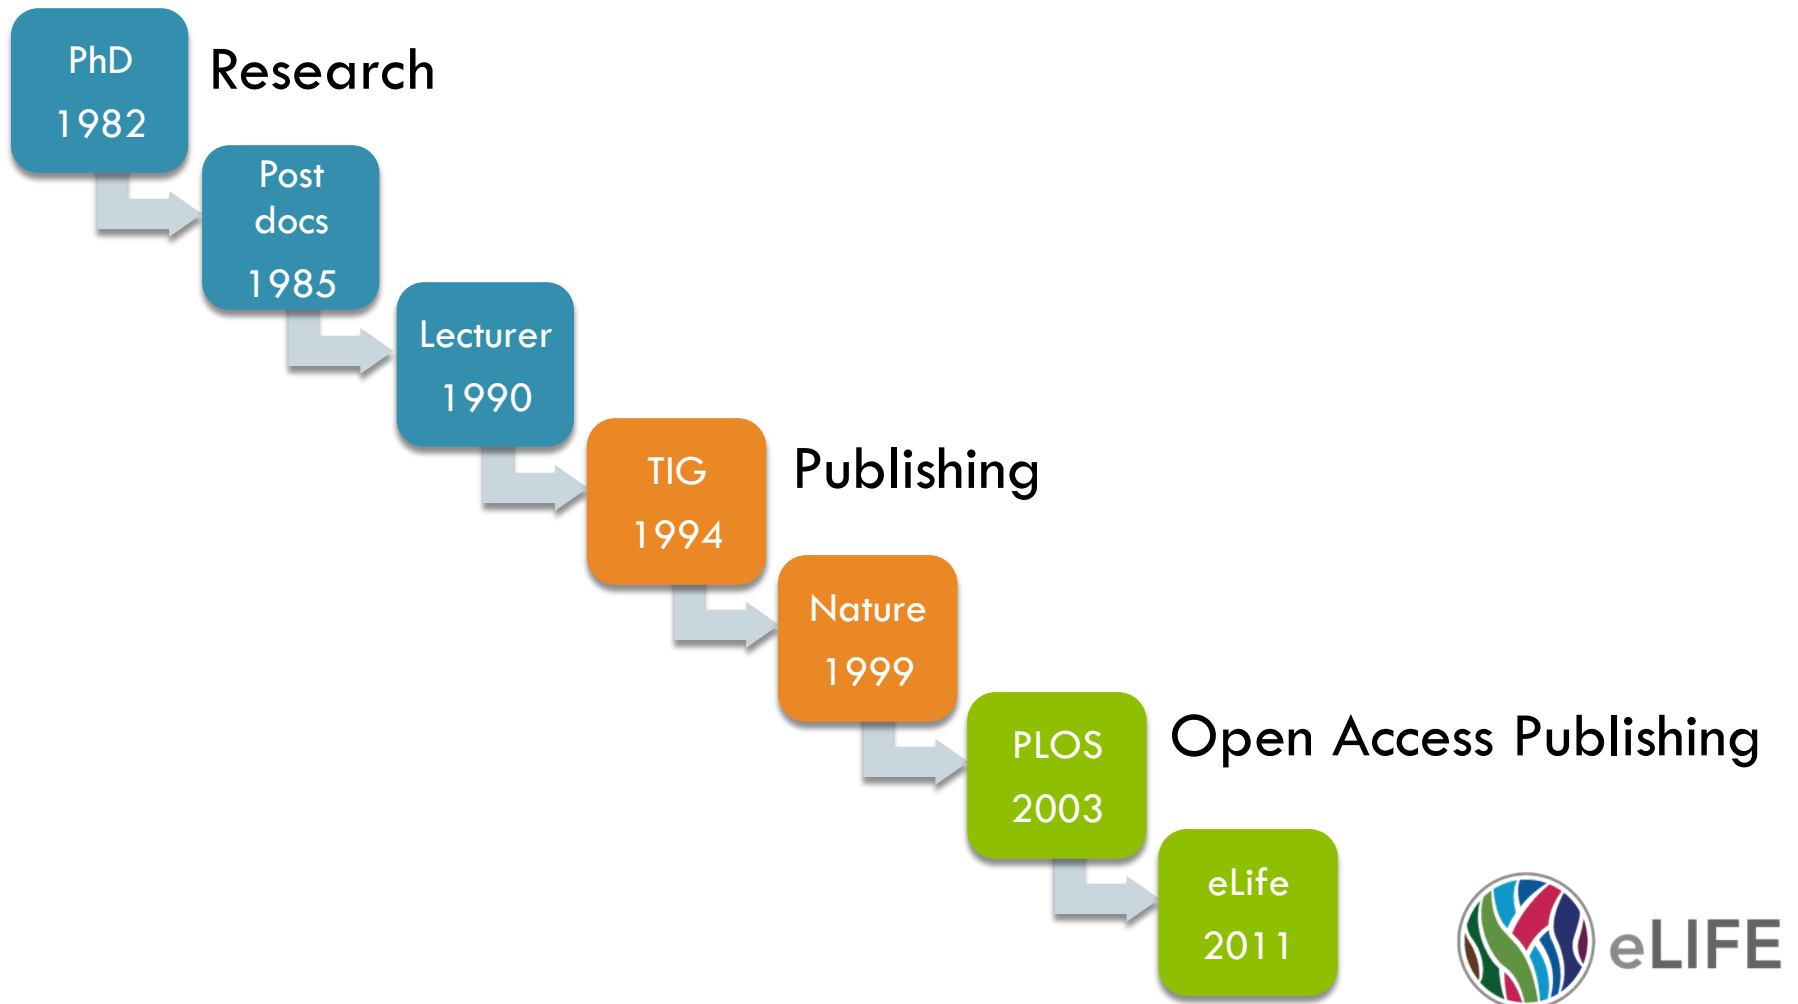 PhD
1982
Research
Post
docs
1985
Lecturer
1990
TIG
1994
Publishing
Nature
1999
PLOS
2003
Open Access Publishing
eLife
2011
eLIFE